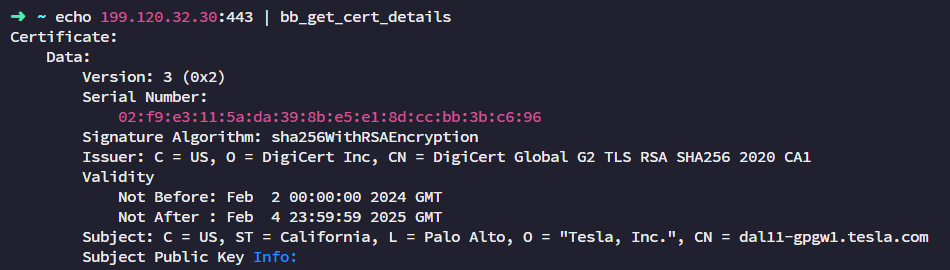 ➜ ~ echo 199.120.32.30:443 | bb_get_cert_details
Certificate:
Data:
Version: 3 (0x2)
Serial Number:
02:f9:e3:11:5a:da:39:8b:e5:e1:8d:cc:bb:3b:c6:96
Signature Algorithm: sha256WithRSAEncryption
Issuer: C = US, O = DigiCert Inc, CN = DigiCert Global G2 TLS RSA SHA256 2020 CA1
Validity
Not Before: Feb  2 00:00:00 2024 GMT
Not After : Feb  4 23:59:59 2025 GMT
Subject: C = US, ST = California, L = Palo Alto, O = "Tesla, Inc.", CN = dal11-gpgw1.tesla.com
Subject Public Key Info: